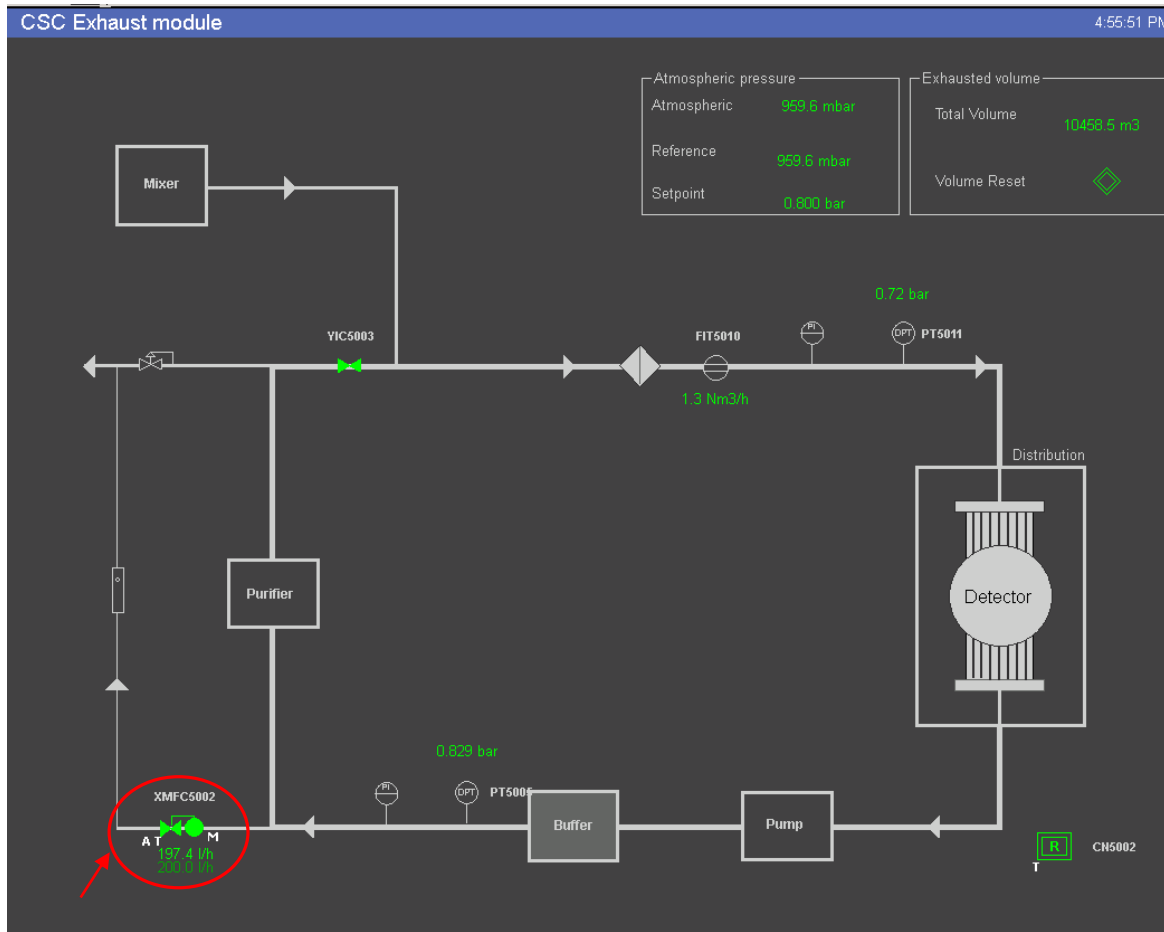 CSC Exhaust module
4:55:51 PM
Atmospheric pressure
Exhausted volume
Atmospheric
959.6 mbar
Total Volume
10458.5 m3
Reference
959.6 mbar
Setpoint
0.800 bar
Volume Reset
Mixer
0.72 bar
YIC5003
FIT5010
PI
DPT
PT5011
1.3 Nm3/h
Distribution
Purifier
Detector
0.829 bar
XMFC5002
PI
DPT
PT5005
Buffer
Pump
A T
M
197.4 l/h
200.0 l/h
R
CN5002
T